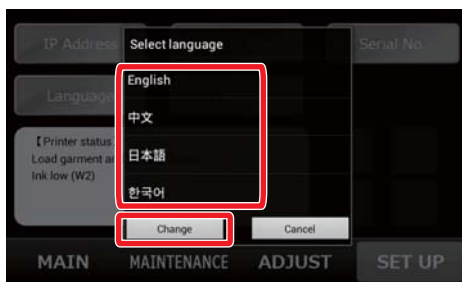 IP Address
Select language
Serial No.
English
Language
中文
【Printer status
Load garment a
日本語
Ink low (W2)
한국어
Change
Cancel
MAIN
MAINTENANCE
ADJUST
SET UP